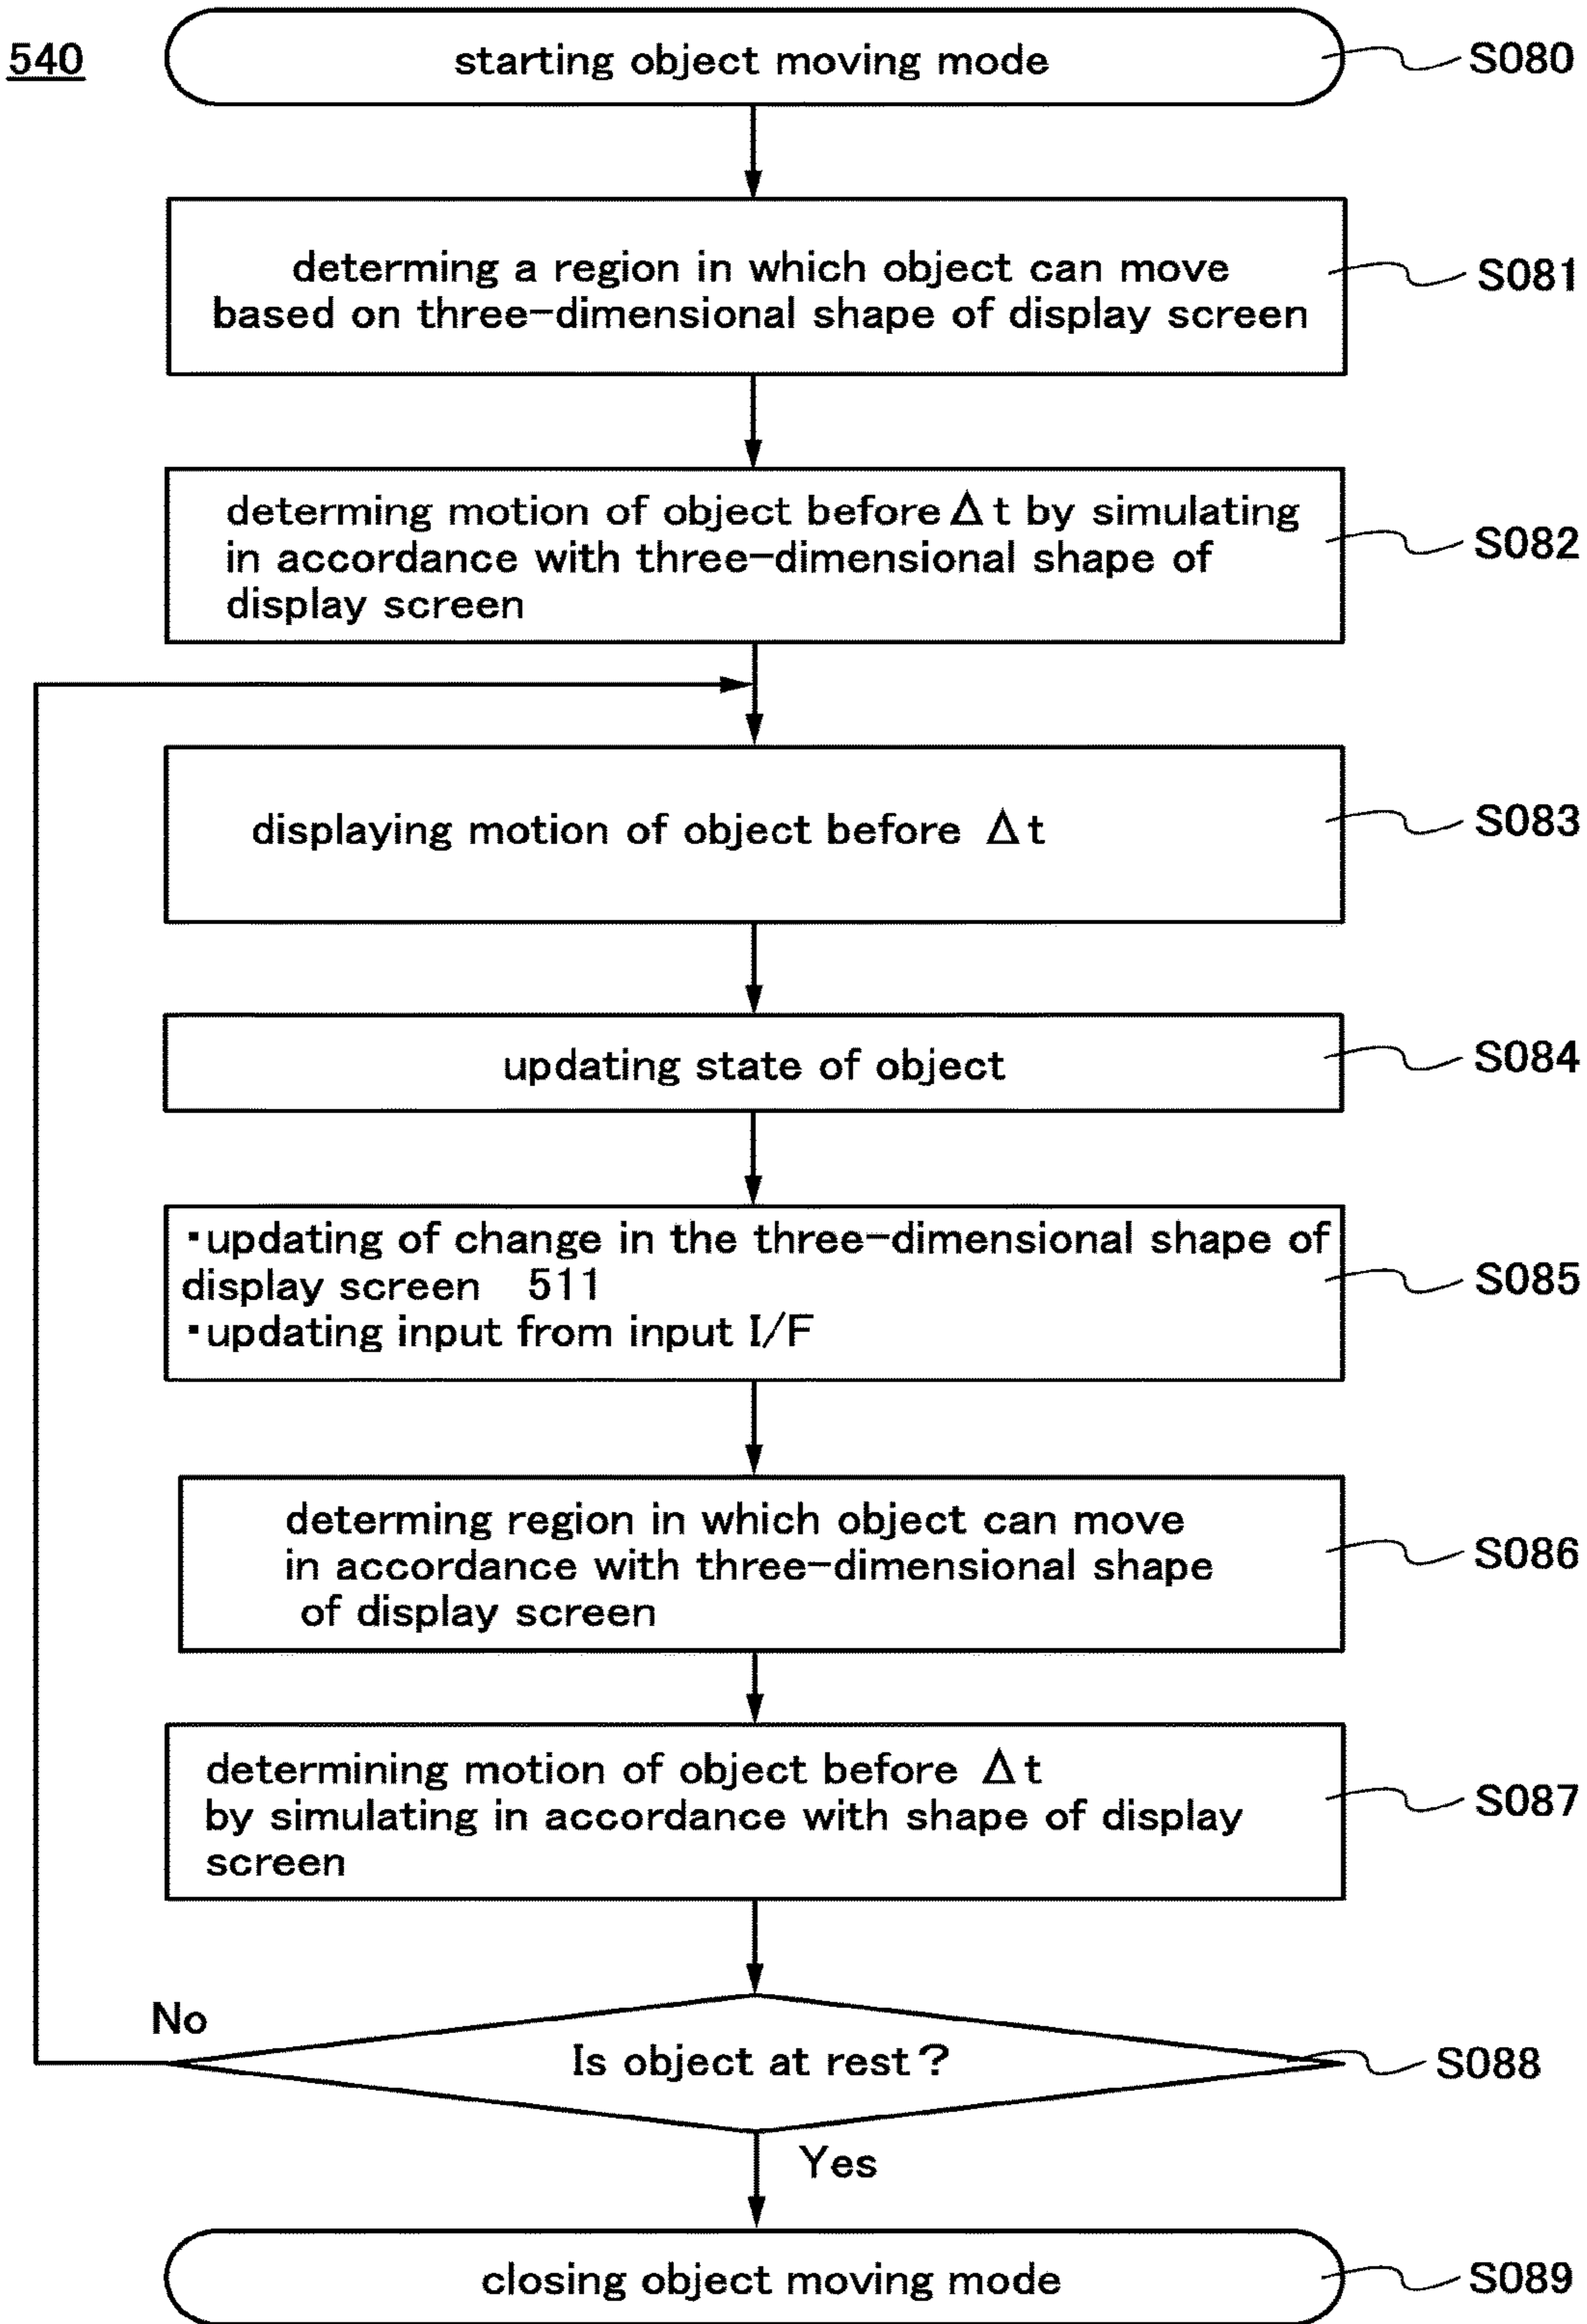 540
starting object moving mode
S080
determing a region in which object can move
based on three-dimensional shape of display screen
S081
determing motion of object before Δt by simulating
in accordance with three-dimensional shape of
display screen
S082
displaying motion of object before Δt
S083
updating state of object
S084
・updating of change in the three-dimensional shape of
display screen 511
・updating input from input I/F
S085
determing region in which object can move
in accordance with three-dimensional shape
of display screen
S086
determining motion of object before Δt
by simulating in accordance with shape of display
screen
S087
No
Is object at rest?
S088
Yes
closing object moving mode
S089